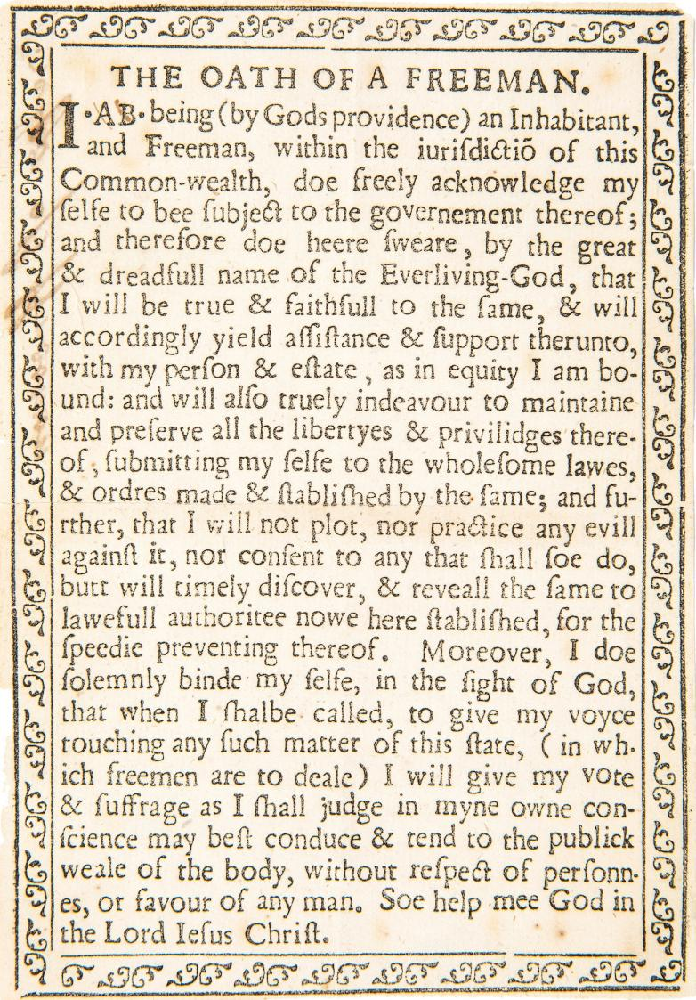 THE OATH OF A FREEMAN.
I·AB· being (by Gods providence) an Inhabitant,
and Freeman, within the iuriſdictiō of this
Common-wealth, doe freely acknowledge my
ſelfe to bee ſubject to the governement thereof;
and therefore doe heere ſweare, by the great
& dreadfull name of the Everliving-God, that
I will be true & faithfull to the ſame, & will
accordingly yield aſſiſtance & ſupport therunto,
with my perſon & eſtate, as in equity I am bo-
und: and will alſo truely indeavour to maintaine
and preſerve all the libertyes & privilidges there-
of, ſubmitting my ſelfe to the wholeſome lawes,
& ordres made & ſtabliſhed by the ſame; and fu-
rther, that I will not plot, nor practice any evill
againſt it, nor conſent to any that ſhall ſoe do,
butt will timely diſcover, & reveall the ſame to
lawefull authoritee nowe here ſtabliſhed, for the
ſpeedie preventing thereof. Moreover, I doe
ſolemnly binde my ſelfe, in the ſight of God,
that when I ſhalbe called, to give my voyce
touching any ſuch matter of this ſtate, ( in wh-
ich freemen are to deale) I will give my vote
& ſuffrage as I ſhall judge in myne owne con-
ſcience may beſt conduce & tend to the publick
weale of the body, without reſpect of perſonn-
es, or favour of any man. Soe help mee God in
the Lord Ieſus Chriſt.